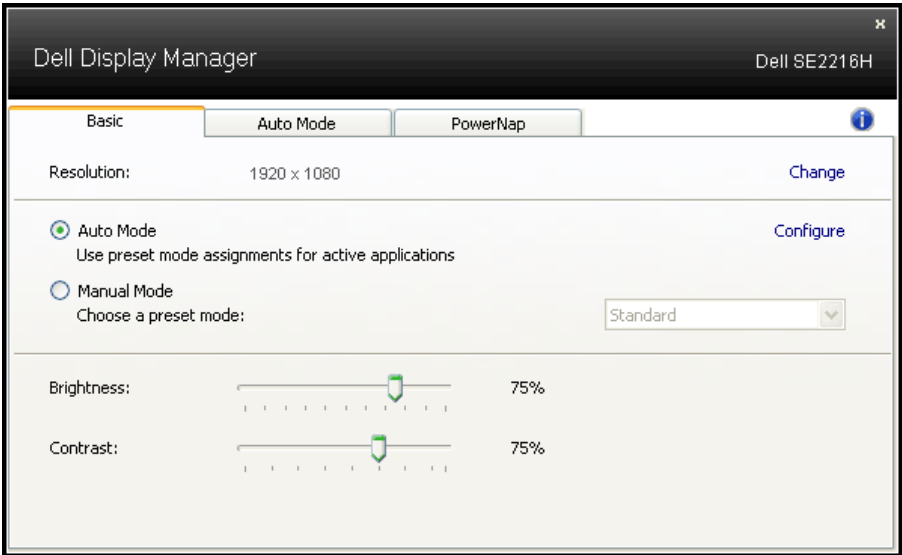 x
Dell Display Manager Dell SE2216H
Basic Auto Mode PowerNap i
Resolution: 1920 x 1080 Change
Auto Mode Configure
Use preset mode assignments for active applications
Manual Mode
Choose a preset mode: Standard
Brightness: 75%
Contrast: 75%